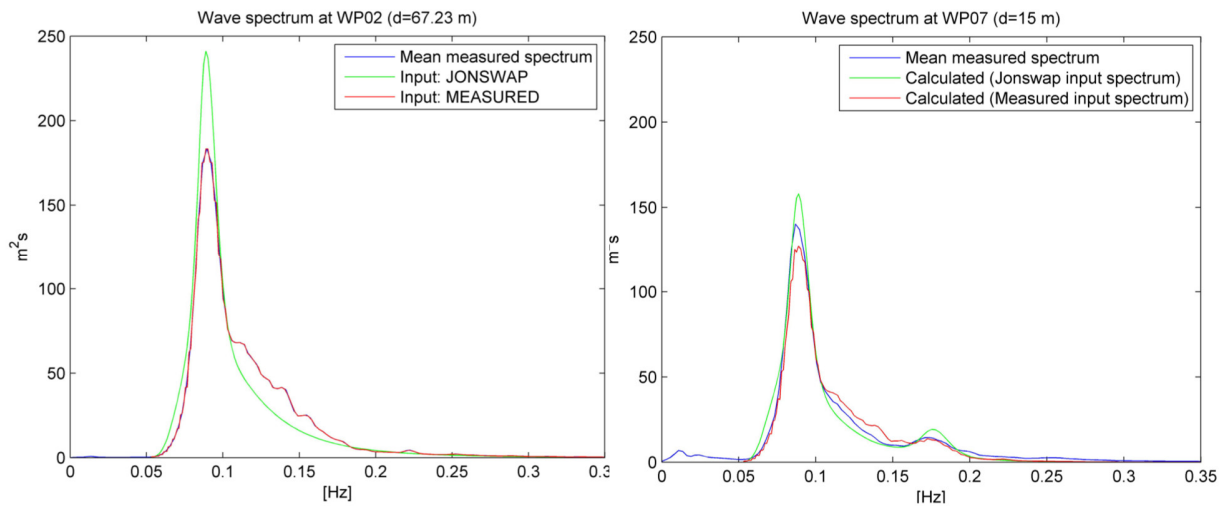 Wave spectrum at WP02 (d=67.23 m)
250
200
150
100
50
0
m²s
Mean measured spectrum
Input: JONSWAP
Input: MEASURED
0 0.05 0.1 0.15 0.2 0.25 0.3 0.3
[Hz]
Wave spectrum at WP07 (d=15 m)
250
200
150
100
50
0
m⁻s
Mean measured spectrum
Calculated (Jonswap input spectrum)
Calculated (Measured input spectrum)
0 0.05 0.1 0.15 0.2 0.25 0.3 0.35
[Hz]